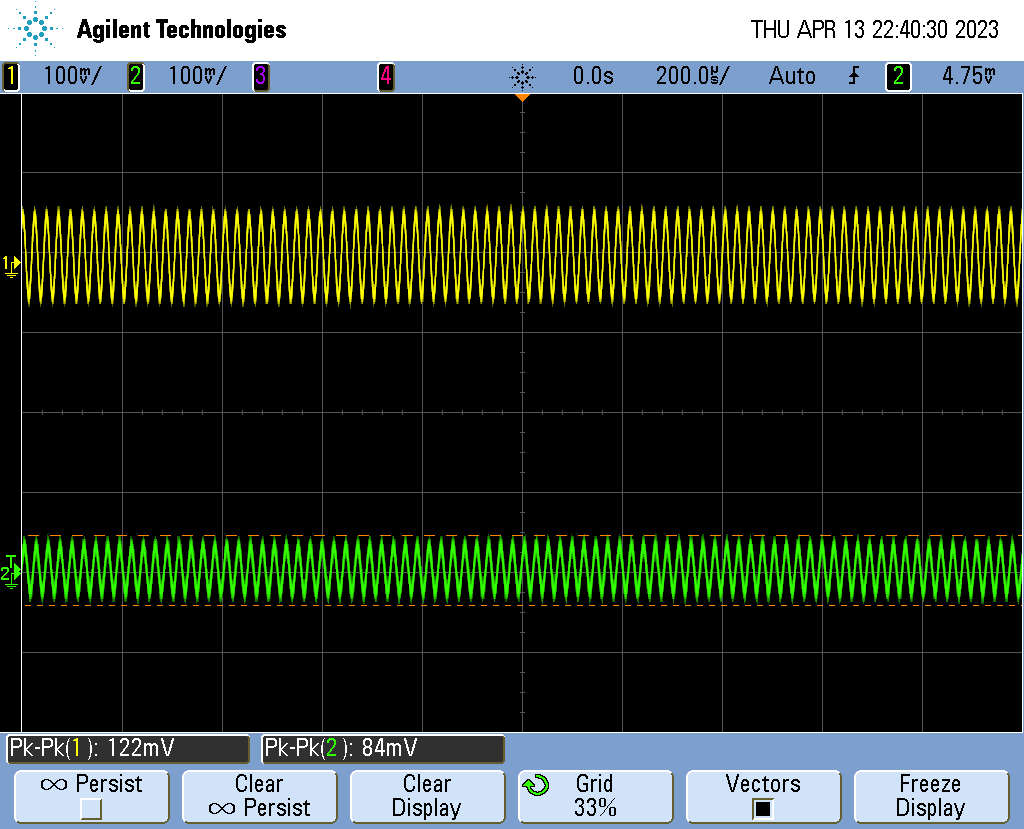 Agilent Technologies
THU APR 13 22:40:30 2023
1 100mV/ 2 100mV/ 3 4 0.0s 200.0µs/ Auto 2 4.75mV
1
T
2
Pk-Pk(1): 122mV Pk-Pk(2): 84mV
∞ Persist
Clear
∞ Persist
Clear
Display
Grid
33%
Vectors
Freeze
Display